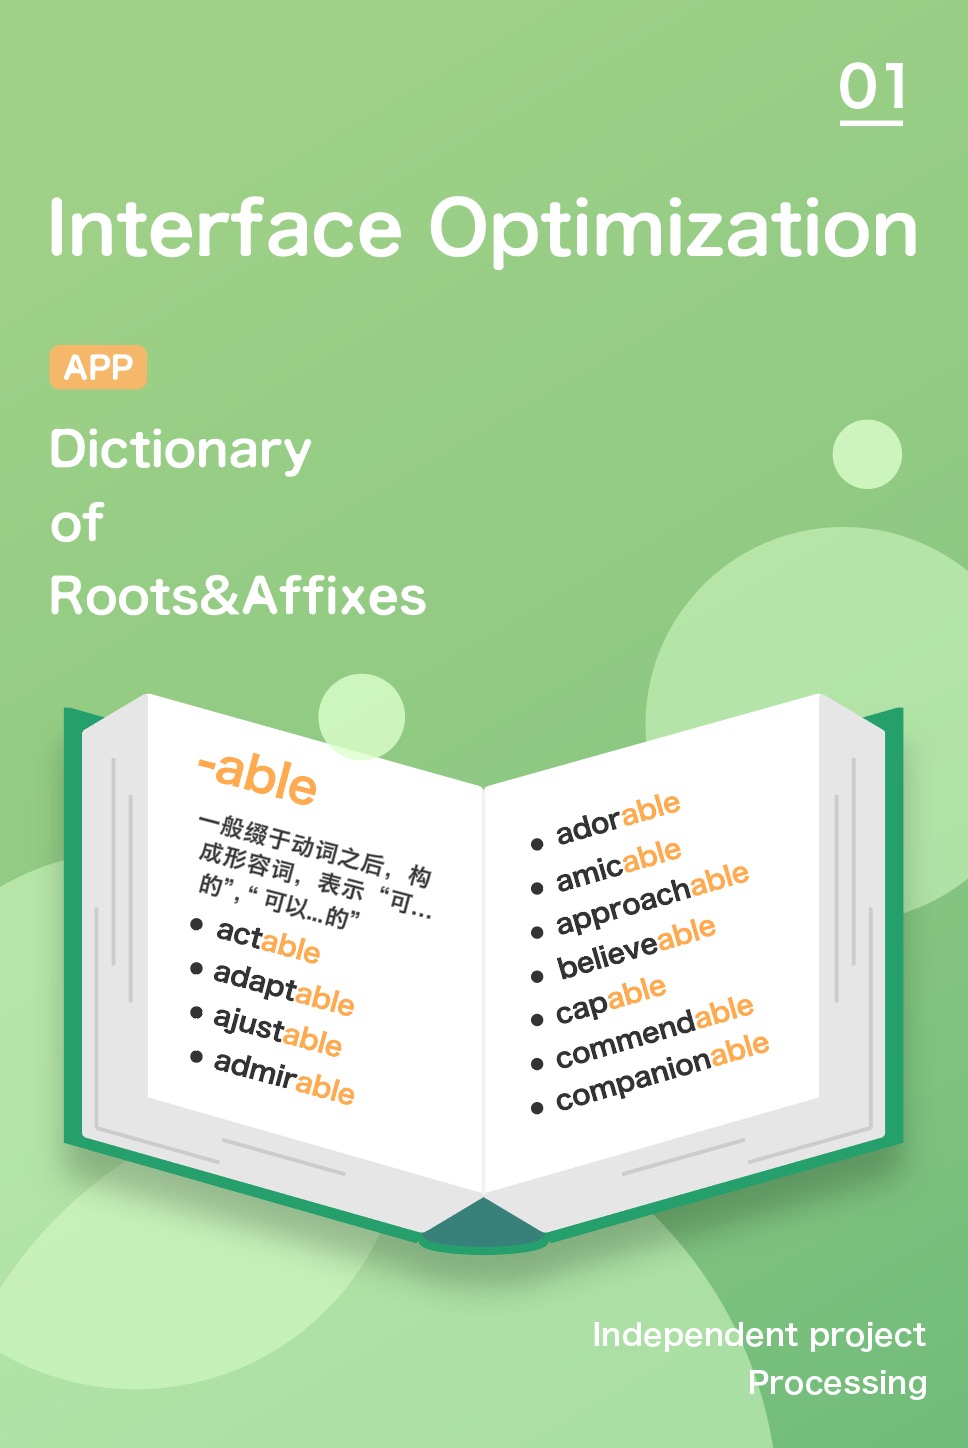 01
Interface Optimization
APP
Dictionary
of
Roots&Affixes
-able
一般缀于动词之后，构
成形容词，表示“可…
的”，“可以...的”
• actable
• adaptable
• ajustable
• admirable
• adorable
• amicable
• approachable
• believeable
• capable
• commendable
• companionable
Independent project
Processing